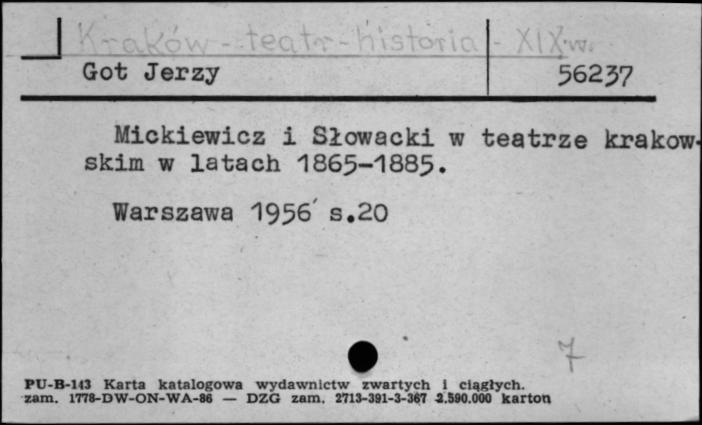 Kraków - teatr - historia - XIX w.
Got Jerzy 56237
Mickiewicz i Słowacki w teatrze krakow-
skim w latach 1865-1885.
Warszawa 1956 s.20
7
PU-B-143 Karta katalogowa wydawnictw zwartych i ciągłych.
zam. 1778-DW-ON-WA-86 — DZG zam. 2713-391-3-367 2.590.000 karton